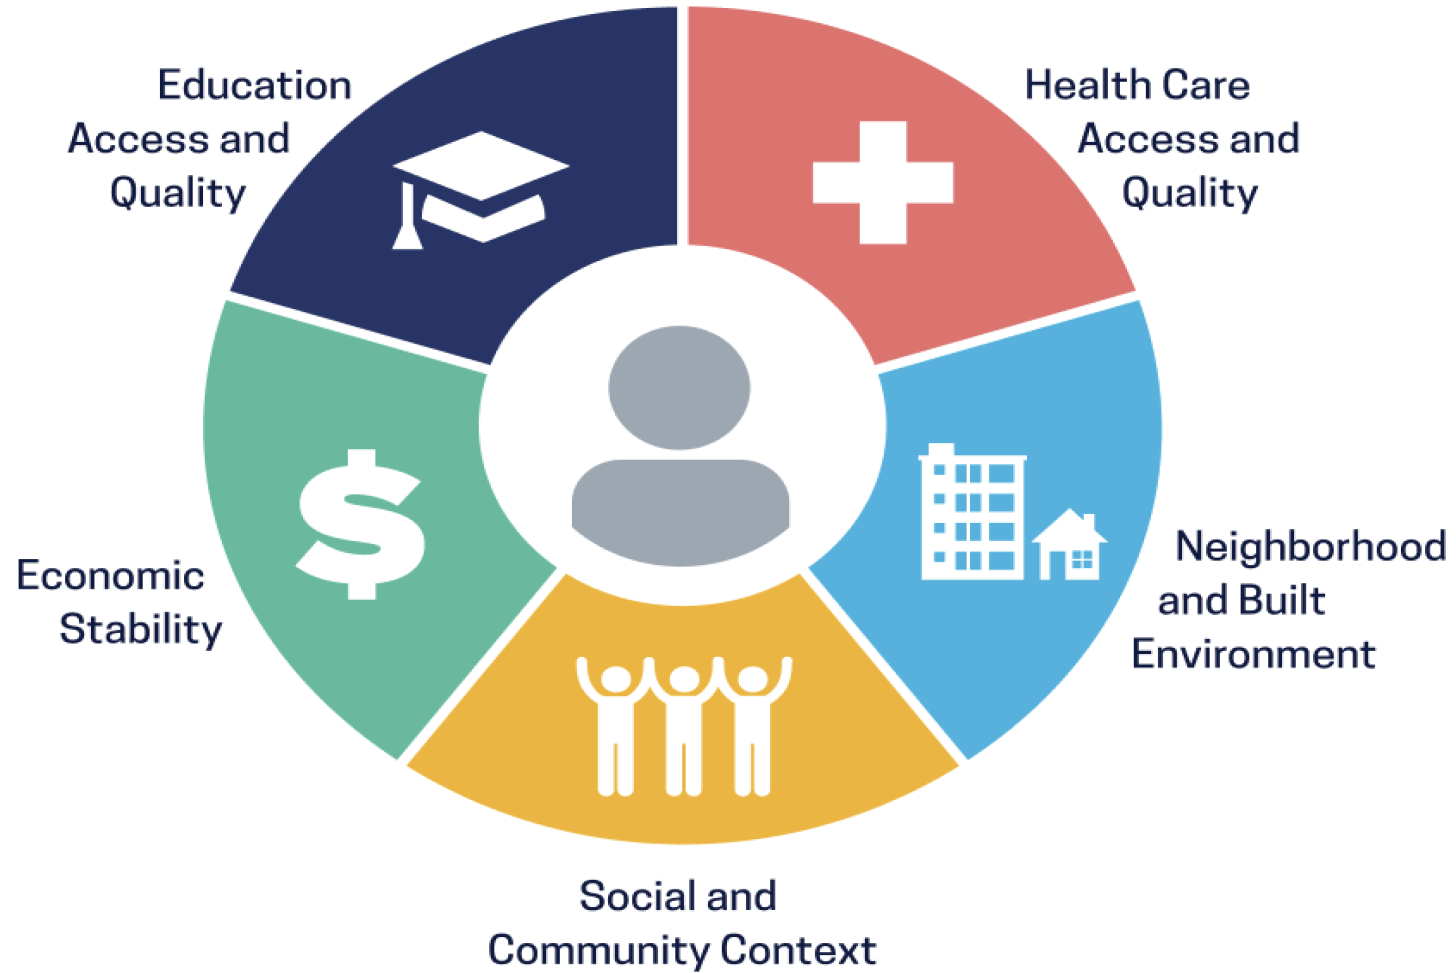 Education
Access and
Quality
Health Care
Access and
Quality
Economic
Stability
Neighborhood
and Built
Environment
Social and
Community Context